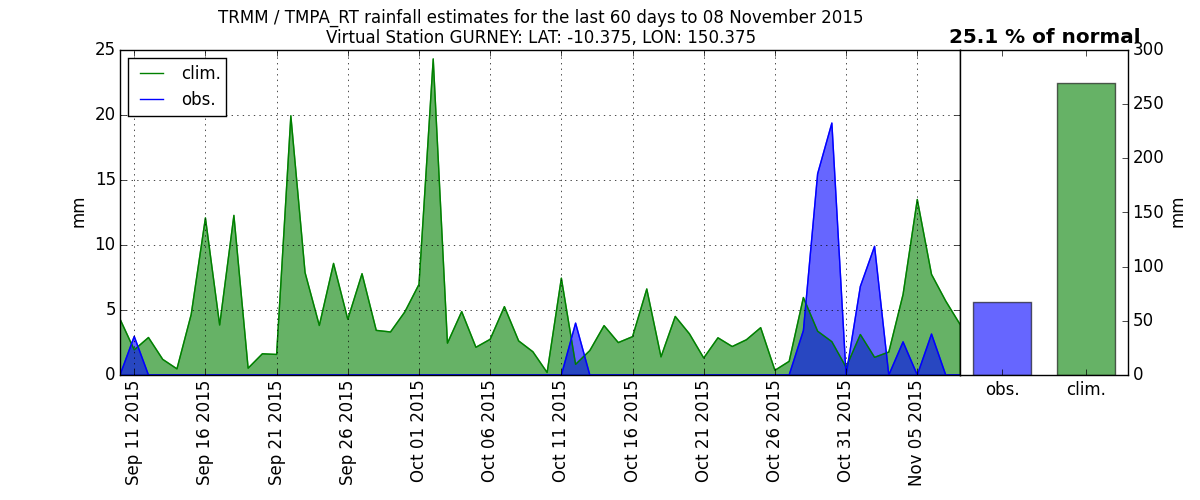 TRMM / TMPA_RT rainfall estimates for the last 60 days to 08 November 2015
Virtual Station GURNEY: LAT: -10.375, LON: 150.375
25.1 % of normal
clim.
obs.
25
20
15
10
5
0
mm
Sep 11 2015
Sep 16 2015
Sep 21 2015
Sep 26 2015
Oct 01 2015
Oct 06 2015
Oct 11 2015
Oct 16 2015
Oct 21 2015
Oct 26 2015
Oct 31 2015
Nov 05 2015
300
250
200
150
100
50
0
mm
obs.
clim.